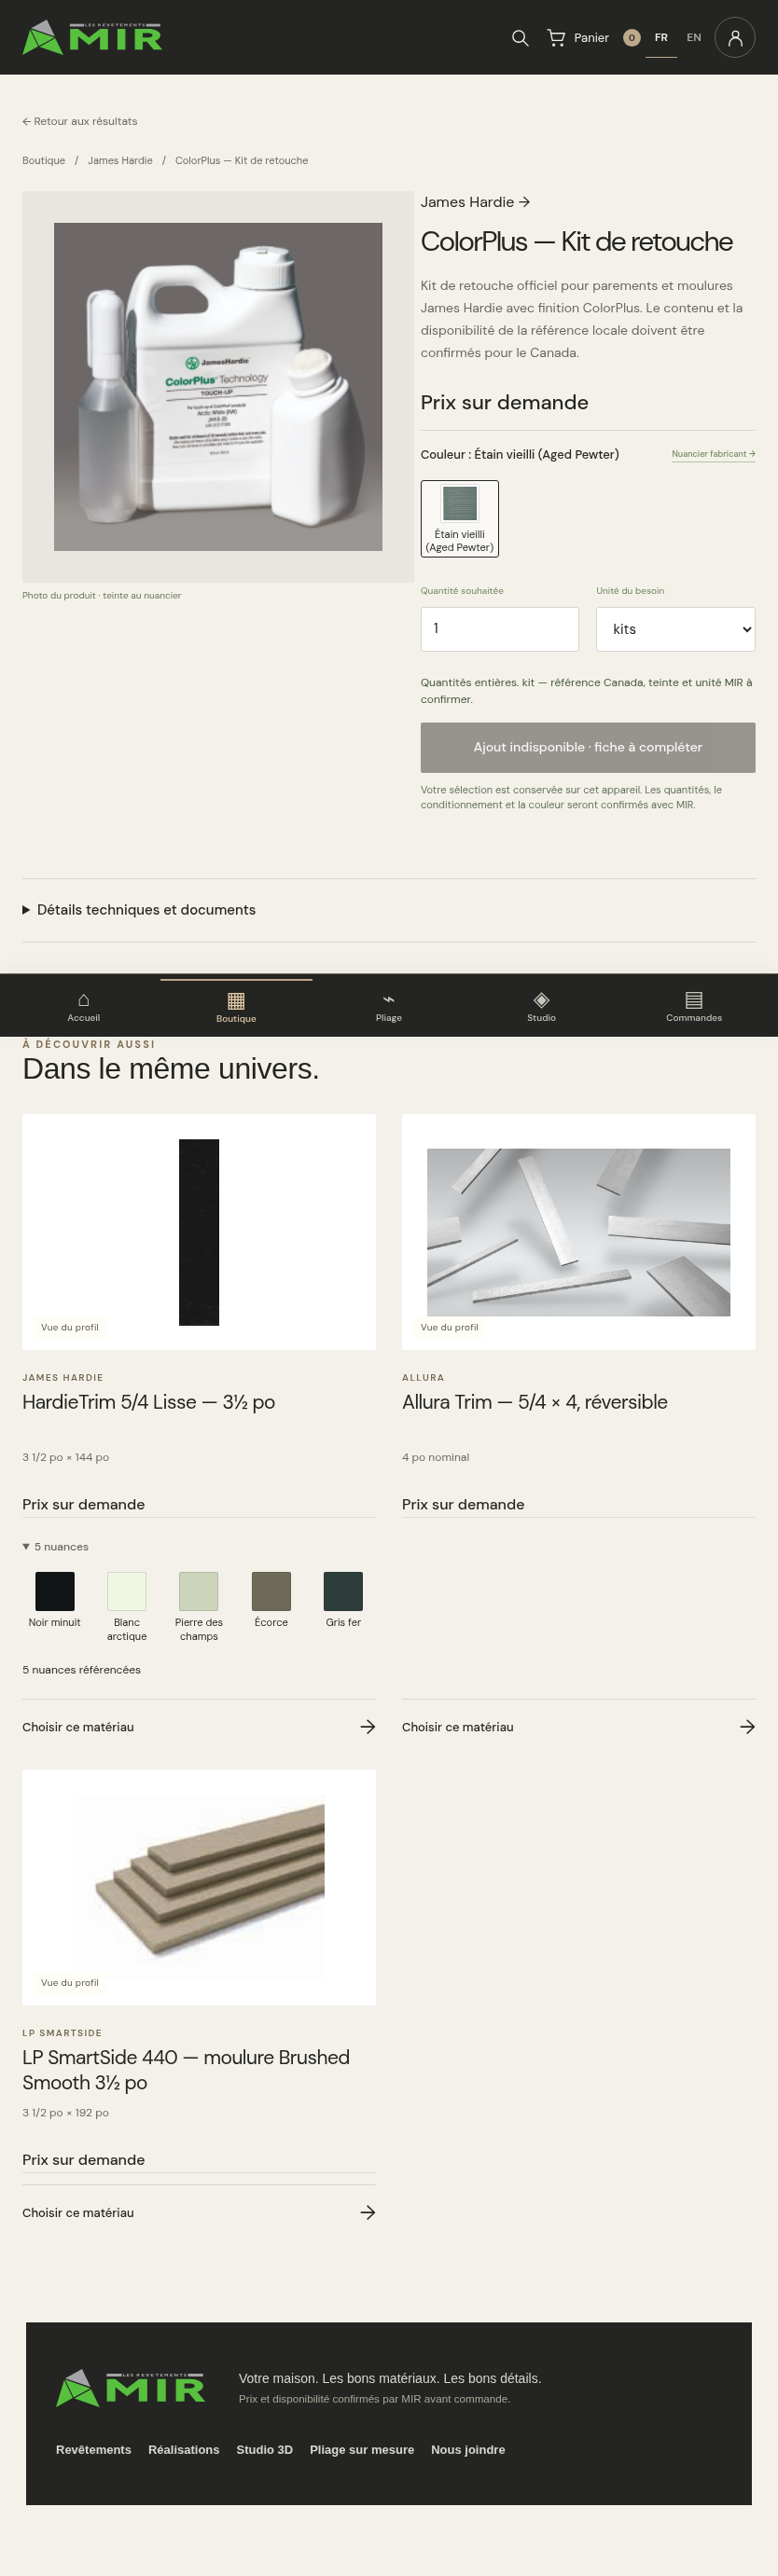 LES REVETEMENTS
MIR
Panier
0
FR
EN
← Retour aux résultats
Boutique / James Hardie / ColorPlus — Kit de retouche
JamesHardie
ColorPlus® Technology
TOUCH-UP
Arctic White
James Hardie →
ColorPlus — Kit de retouche
Kit de retouche officiel pour parements et moulures
James Hardie avec finition ColorPlus. Le contenu et la
disponibilité de la référence locale doivent être
confirmés pour le Canada.
Prix sur demande
Couleur : Étain vieilli (Aged Pewter)
Nuancier fabricant →
Étain vieilli
(Aged Pewter)
Photo du produit · teinte au nuancier
Quantité souhaitée
Unité du besoin
1
kits
Quantités entières. kit — référence Canada, teinte et unité MIR à
confirmer.
Ajout indisponible · fiche à compléter
Votre sélection est conservée sur cet appareil. Les quantités, le
conditionnement et la couleur seront confirmés avec MIR.
Détails techniques et documents
Accueil
Boutique
Pliage
Studio
Commandes
À DÉCOUVRIR AUSSI
Dans le même univers.
Vue du profil
Vue du profil
JAMES HARDIE
HardieTrim 5/4 Lisse — 3½ po
3 1/2 po × 144 po
Prix sur demande
5 nuances
Noir minuit
Blanc
arctique
Pierre des
champs
Écorce
Gris fer
5 nuances référencées
Choisir ce matériau →
ALLURA
Allura Trim — 5/4 × 4, réversible
4 po nominal
Prix sur demande
Choisir ce matériau →
Vue du profil
LP SMARTSIDE
LP SmartSide 440 — moulure Brushed
Smooth 3½ po
3 1/2 po × 192 po
Prix sur demande
Choisir ce matériau →
LES REVETEMENTS
MIR
Votre maison. Les bons matériaux. Les bons détails.
Prix et disponibilité confirmés par MIR avant commande.
Revêtements
Réalisations
Studio 3D
Pliage sur mesure
Nous joindre